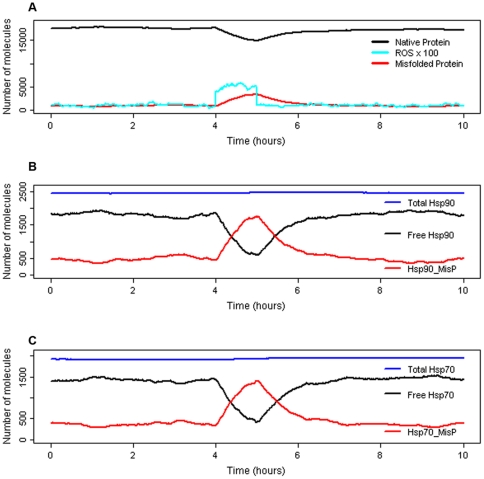 A
Number of molecules
0 5000 15000
Native Protein
ROS x 100
Misfolded Protein
0 2 4 6 8 10
Time (hours)
B
Number of molecules
0 500 1500 2500
Total Hsp90
Free Hsp90
Hsp90_MisP
0 2 4 6 8 10
Time (hours)
C
Number of molecules
0 500 1500
Total Hsp70
Free Hsp70
Hsp70_MisP
0 2 4 6 8 10
Time (hours)